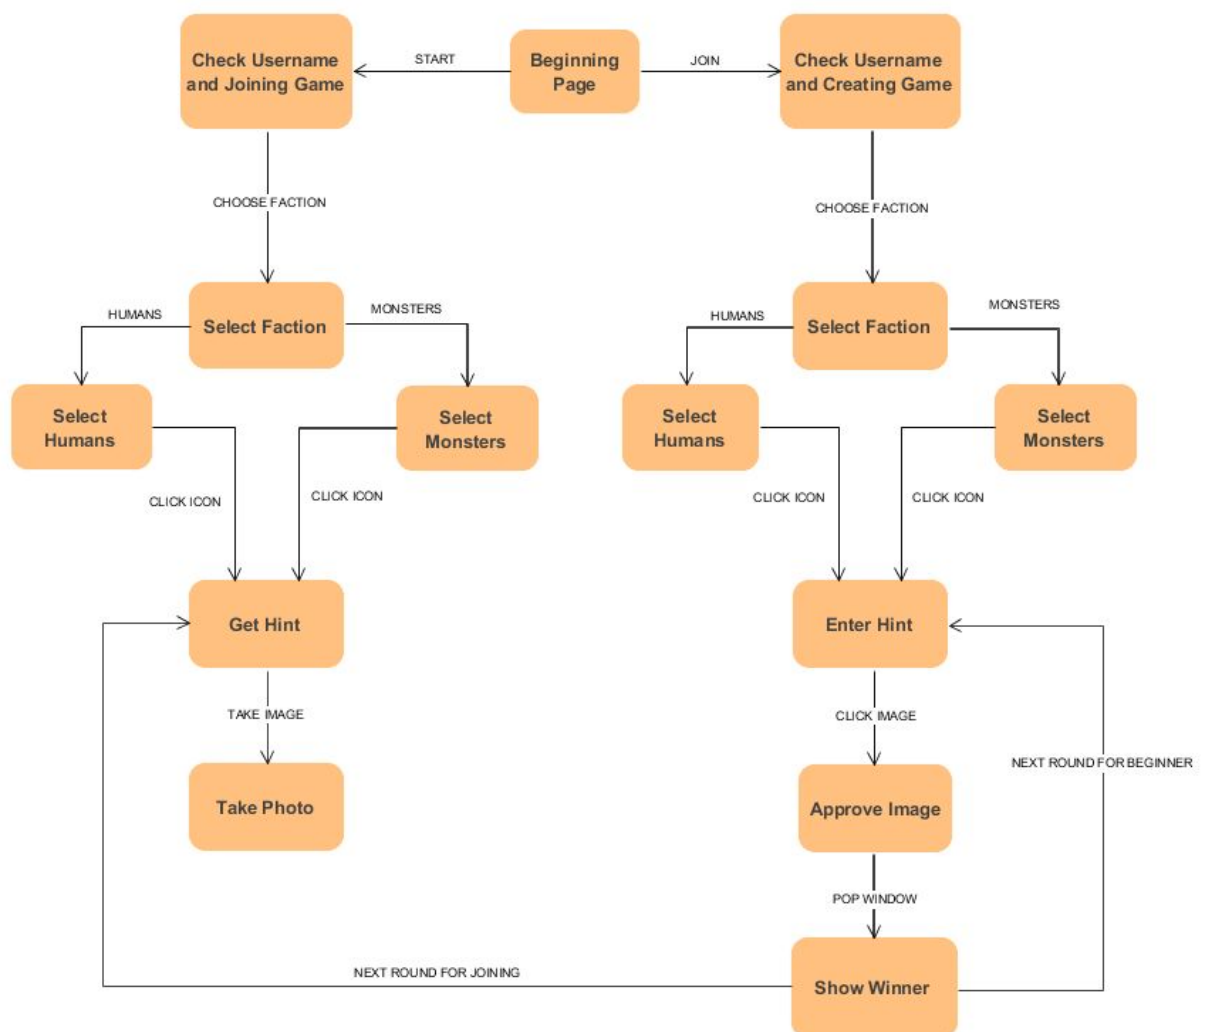 Check Username
and Joining Game
START
Beginning
Page
JOIN
Check Username
and Creating Game
CHOOSE FACTION
CHOOSE FACTION
HUMANS
Select Faction
MONSTERS
HUMANS
Select Faction
MONSTERS
Select
Humans
Select
Monsters
Select
Humans
Select
Monsters
CLICK ICON
CLICK ICON
CLICK ICON
CLICK ICON
Get Hint
Enter Hint
TAKE IMAGE
CLICK IMAGE
NEXT ROUND FOR BEGINNER
Take Photo
Approve Image
POP WINDOW
NEXT ROUND FOR JOINING
Show Winner